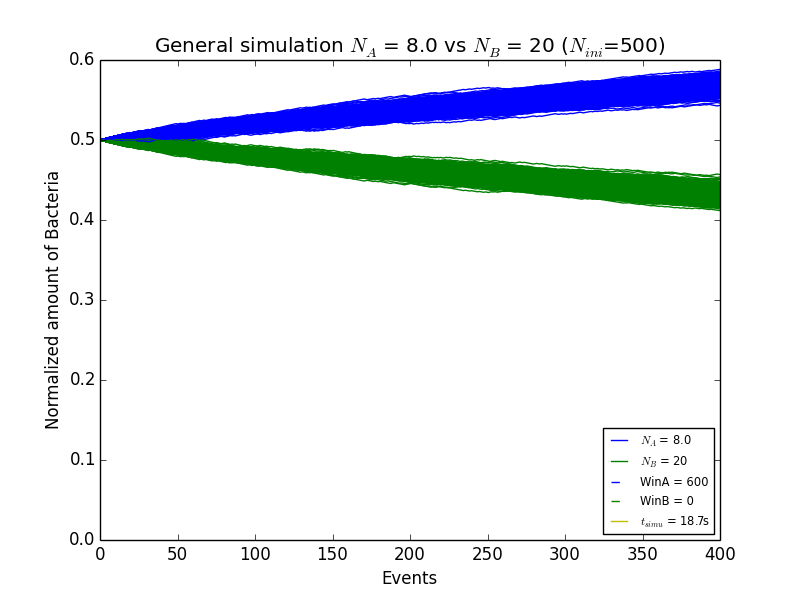 General simulation N_A = 8.0 vs N_B = 20 (N_ini=500)
0.6
0.5
0.4
0.3
0.2
0.1
0.0
Normalized amount of Bacteria
N_A = 8.0
N_B = 20
WinA = 600
WinB = 0
t_simu = 18.7s
0 50 100 150 200 250 300 350 400
Events